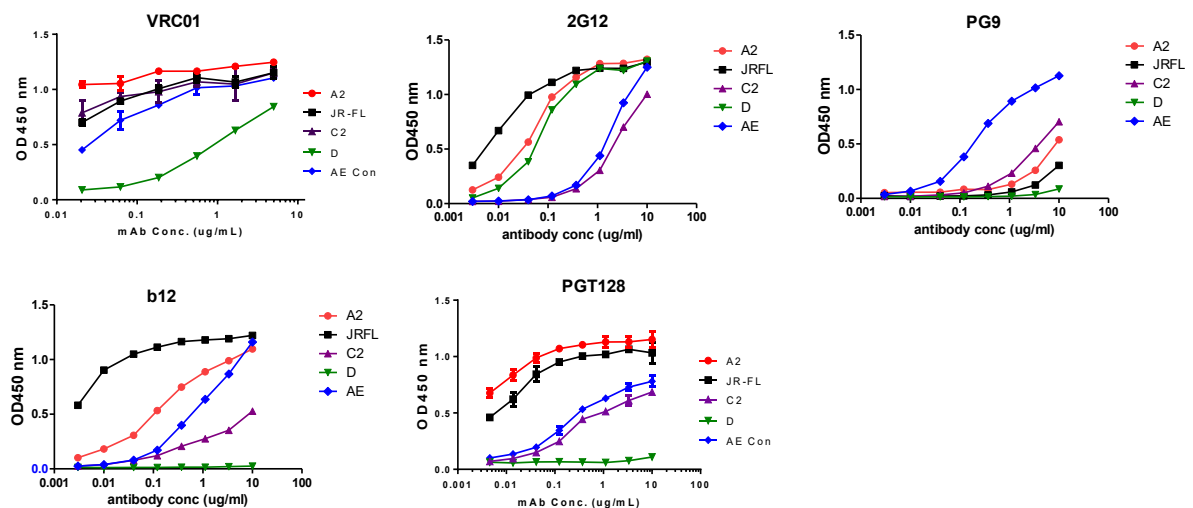 VRC01
OD450 nm
1.5
1.0
0.5
0.0
0.01
0.1
1
10
mAb Conc. (ug/mL)
A2
JR-FL
C2
D
AE Con
2G12
OD450 nm
1.5
1.0
0.5
0.0
0.001
0.01
0.1
1
10
100
antibody conc (ug/ml)
A2
JRFL
C2
D
AE
PG9
OD450 nm
1.5
1.0
0.5
0.0
0.001
0.01
0.1
1
10
100
antibody conc (ug/ml)
A2
JRFL
C2
D
AE
b12
OD450 nm
1.5
1.0
0.5
0.0
0.001
0.01
0.1
1
10
100
antibody conc (ug/ml)
A2
JRFL
C2
D
AE
PGT128
OD450 nm
1.5
1.0
0.5
0.0
0.001
0.01
0.1
1
10
100
mAb Conc. (ug/mL)
A2
JR-FL
C2
D
AE Con